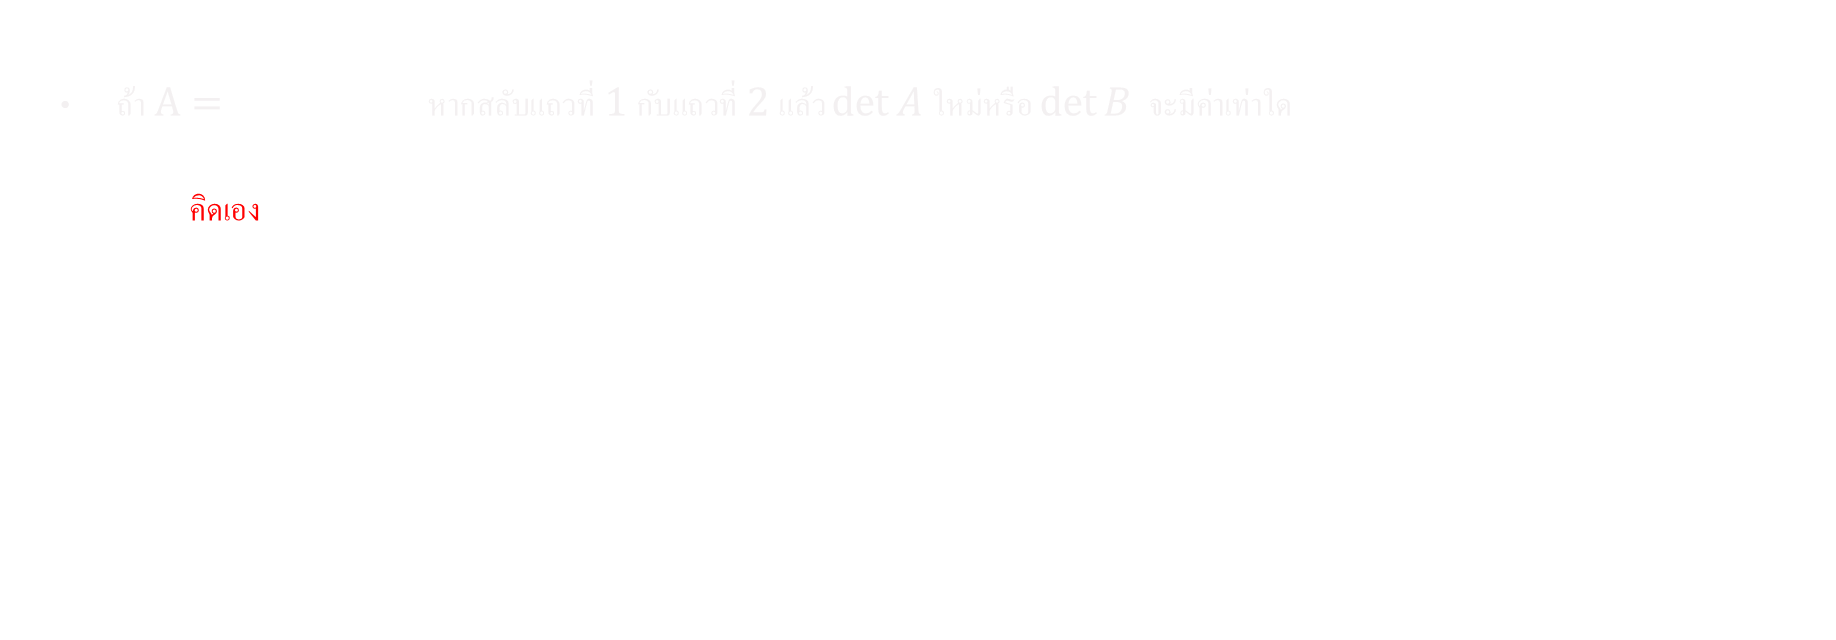 • ถ้า A = หากสลับแถวที่ 1 กับแถวที่ 2 แล้ว det A ใหม่หรือ det B จะมีค่าเท่าใด
คิดเอง